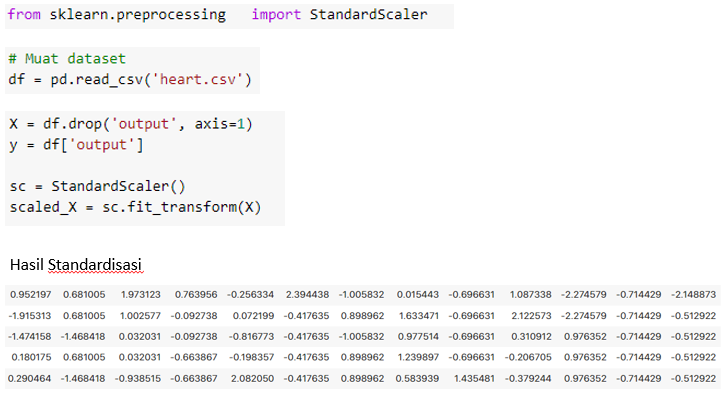 from sklearn.preprocessing import StandardScaler
# Muat dataset
df = pd.read_csv('heart.csv')
X = df.drop('output', axis=1)
y = df['output']
sc = StandardScaler()
scaled_X = sc.fit_transform(X)
Hasil Standardisasi
0.952197 0.681005 1.973123 0.763956 -0.256334 2.394438 -1.005832 0.015443 -0.696631 1.087338 -2.274579 -0.714429 -2.148873
-1.915313 0.681005 1.002577 -0.092738 0.072199 -0.417635 0.898962 1.633471 -0.696631 2.122573 -2.274579 -0.714429 -0.512922
-1.474158 -1.468418 0.032031 -0.092738 -0.816773 -0.417635 -1.005832 0.977514 -0.696631 0.310912 0.976352 -0.714429 -0.512922
0.180175 0.681005 0.032031 -0.663867 -0.198357 -0.417635 0.898962 1.239897 -0.696631 -0.206705 0.976352 -0.714429 -0.512922
0.290464 -1.468418 -0.938515 -0.663867 2.082050 -0.417635 0.898962 0.583939 1.435481 -0.379244 0.976352 -0.714429 -0.512922